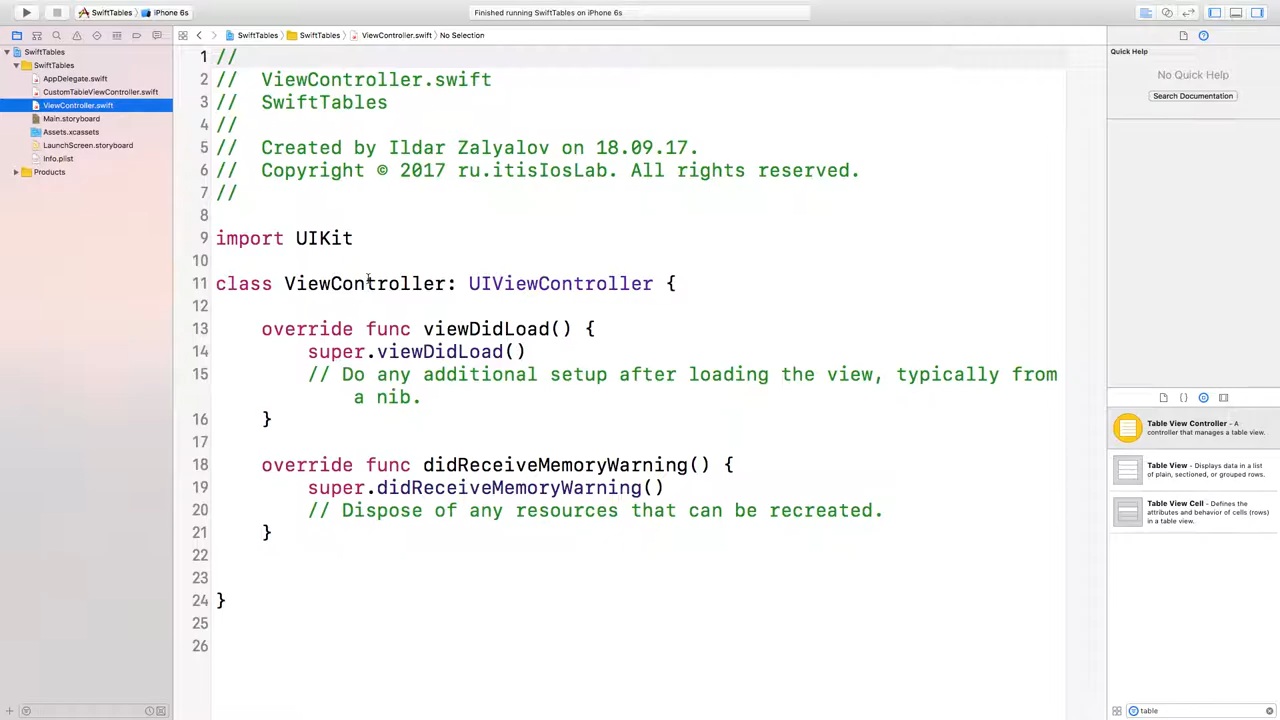 SwiftTables
iPhone 6s
Finished running SwiftTables on iPhone 6s
SwiftTables
SwiftTables
AppDelegate.swift
CustomTableViewController.swift
ViewController.swift
Main.storyboard
Assets.xcassets
LaunchScreen.storyboard
Info.plist
Products
SwiftTables
SwiftTables
ViewController.swift
No Selection
1 //
2 //  ViewController.swift
3 //  SwiftTables
4 //
5 //  Created by Ildar Zalyalov on 18.09.17.
6 //  Copyright © 2017 ru.itisIosLab. All rights reserved.
7 //
8
9 import UIKit
10
11 class ViewController: UIViewController {
12
13     override func viewDidLoad() {
14         super.viewDidLoad()
15         // Do any additional setup after loading the view, typically from
a nib.
16     }
17
18     override func didReceiveMemoryWarning() {
19         super.didReceiveMemoryWarning()
20         // Dispose of any resources that can be recreated.
21     }
22
23
24 }
25
26
Quick Help
No Quick Help
Search Documentation
Table View Controller - A
controller that manages a table view.
Table View - Displays data in a list
of plain, sectioned, or grouped rows.
Table View Cell - Defines the
attributes and behavior of cells (rows)
in a table view.
table